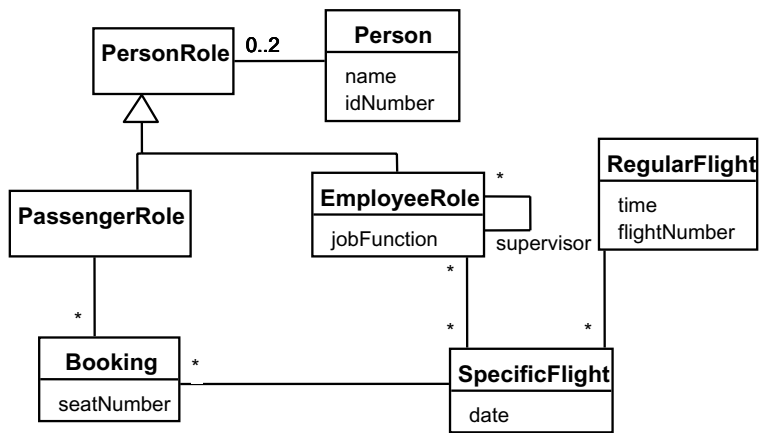 PersonRole
0..2
Person
name
idNumber
PassengerRole
EmployeeRole
jobFunction
*
supervisor
RegularFlight
time
flightNumber
*
*
*
*
Booking
seatNumber
*
SpecificFlight
date